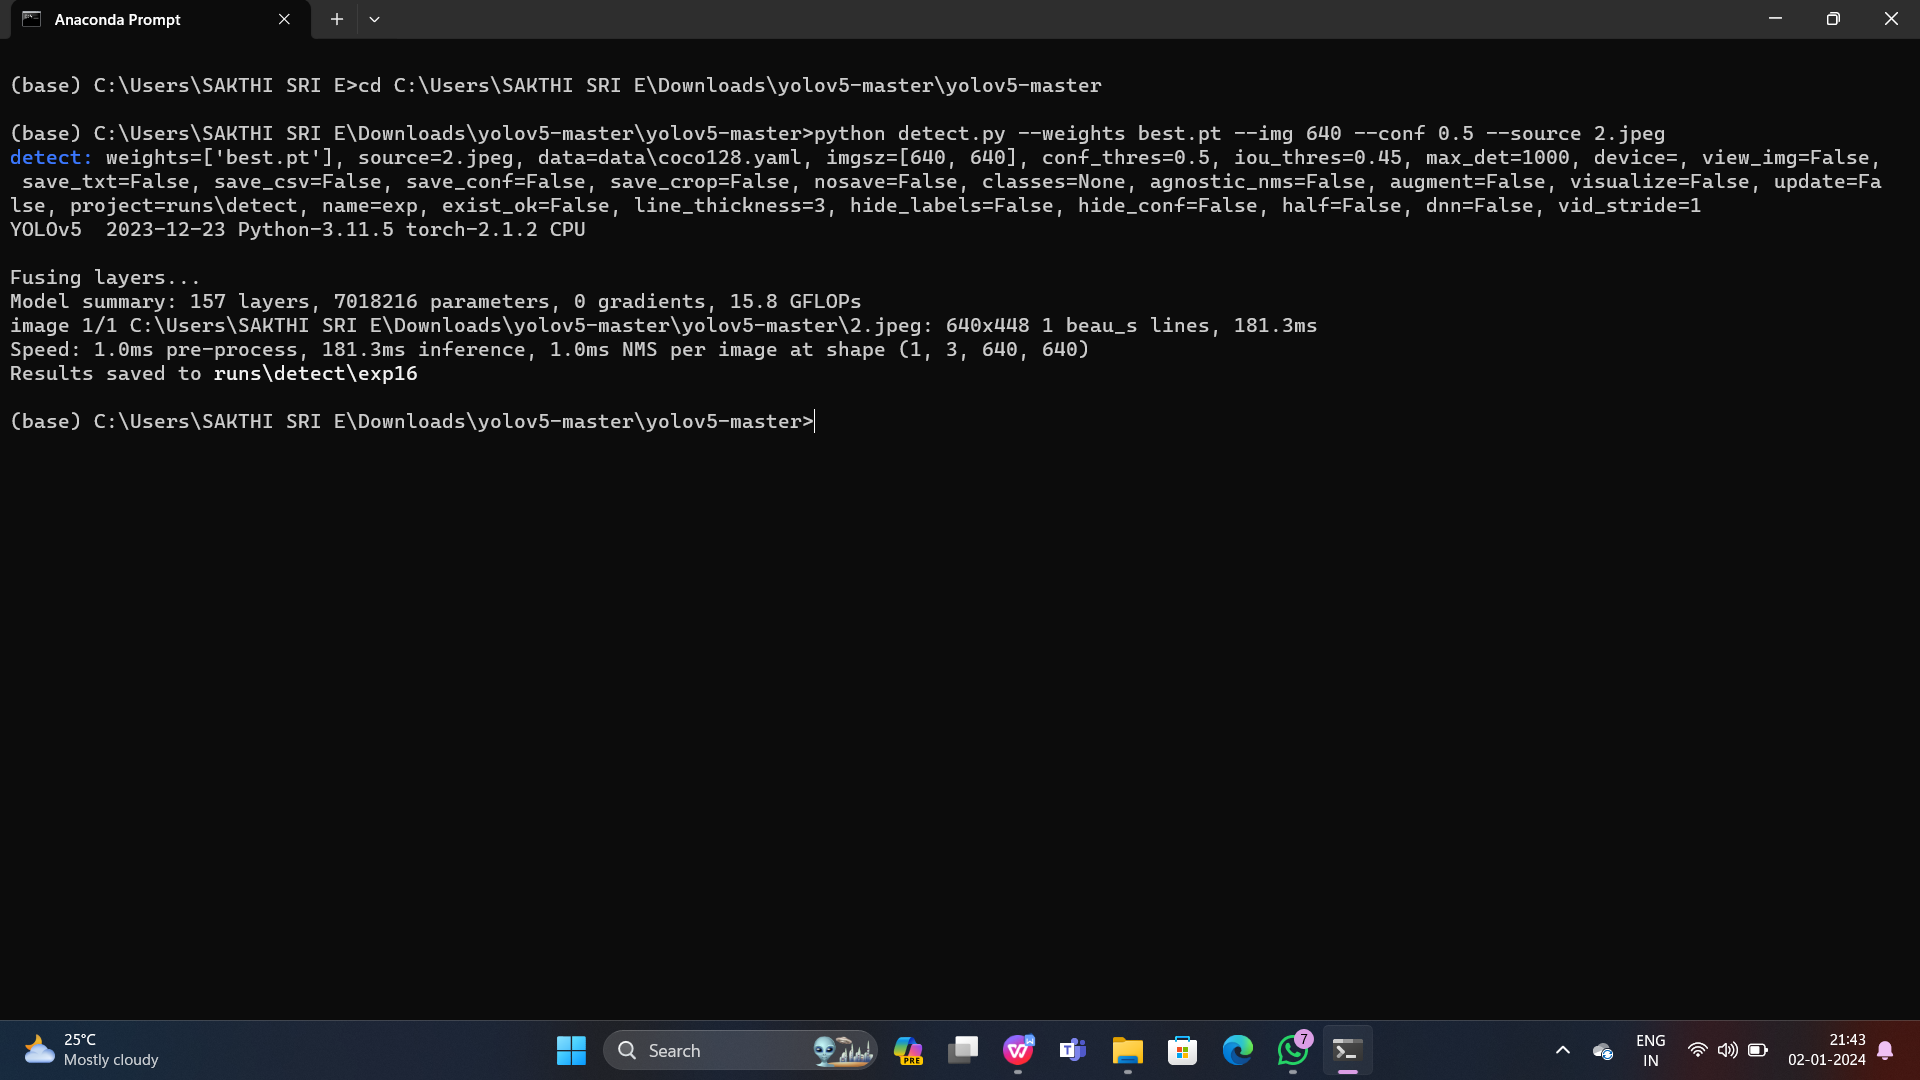 Anaconda Prompt
(base) C:\Users\SAKTHI SRI E>cd C:\Users\SAKTHI SRI E\Downloads\yolov5-master\yolov5-master
(base) C:\Users\SAKTHI SRI E\Downloads\yolov5-master\yolov5-master>python detect.py --weights best.pt --img 640 --conf 0.5 --source 2.jpeg
detect: weights=['best.pt'], source=2.jpeg, data=data\coco128.yaml, imgsz=[640, 640], conf_thres=0.5, iou_thres=0.45, max_det=1000, device=, view_img=False,
save_txt=False, save_csv=False, save_conf=False, save_crop=False, nosave=False, classes=None, agnostic_nms=False, augment=False, visualize=False, update=Fa
lse, project=runs\detect, name=exp, exist_ok=False, line_thickness=3, hide_labels=False, hide_conf=False, half=False, dnn=False, vid_stride=1
YOLOv5  2023-12-23 Python-3.11.5 torch-2.1.2 CPU
Fusing layers...
Model summary: 157 layers, 7018216 parameters, 0 gradients, 15.8 GFLOPs
image 1/1 C:\Users\SAKTHI SRI E\Downloads\yolov5-master\yolov5-master\2.jpeg: 640x448 1 beau_s lines, 181.3ms
Speed: 1.0ms pre-process, 181.3ms inference, 1.0ms NMS per image at shape (1, 3, 640, 640)
Results saved to runs\detect\exp16
(base) C:\Users\SAKTHI SRI E\Downloads\yolov5-master\yolov5-master>
25°C
Mostly cloudy
Search
PRE
7
ENG
IN
21:43
02-01-2024